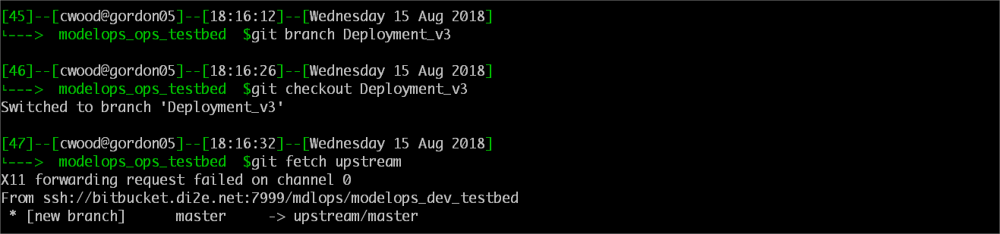 [45]--[cwood@gordon05]--[18:16:12]--[Wednesday 15 Aug 2018]
╰---> modelops_ops_testbed $git branch Deployment_v3
[46]--[cwood@gordon05]--[18:16:26]--[Wednesday 15 Aug 2018]
╰---> modelops_ops_testbed $git checkout Deployment_v3
Switched to branch 'Deployment_v3'
[47]--[cwood@gordon05]--[18:16:32]--[Wednesday 15 Aug 2018]
╰---> modelops_ops_testbed $git fetch upstream
X11 forwarding request failed on channel 0
From ssh://bitbucket.di2e.net:7999/mdlops/modelops_dev_testbed
 * [new branch]      master     -> upstream/master